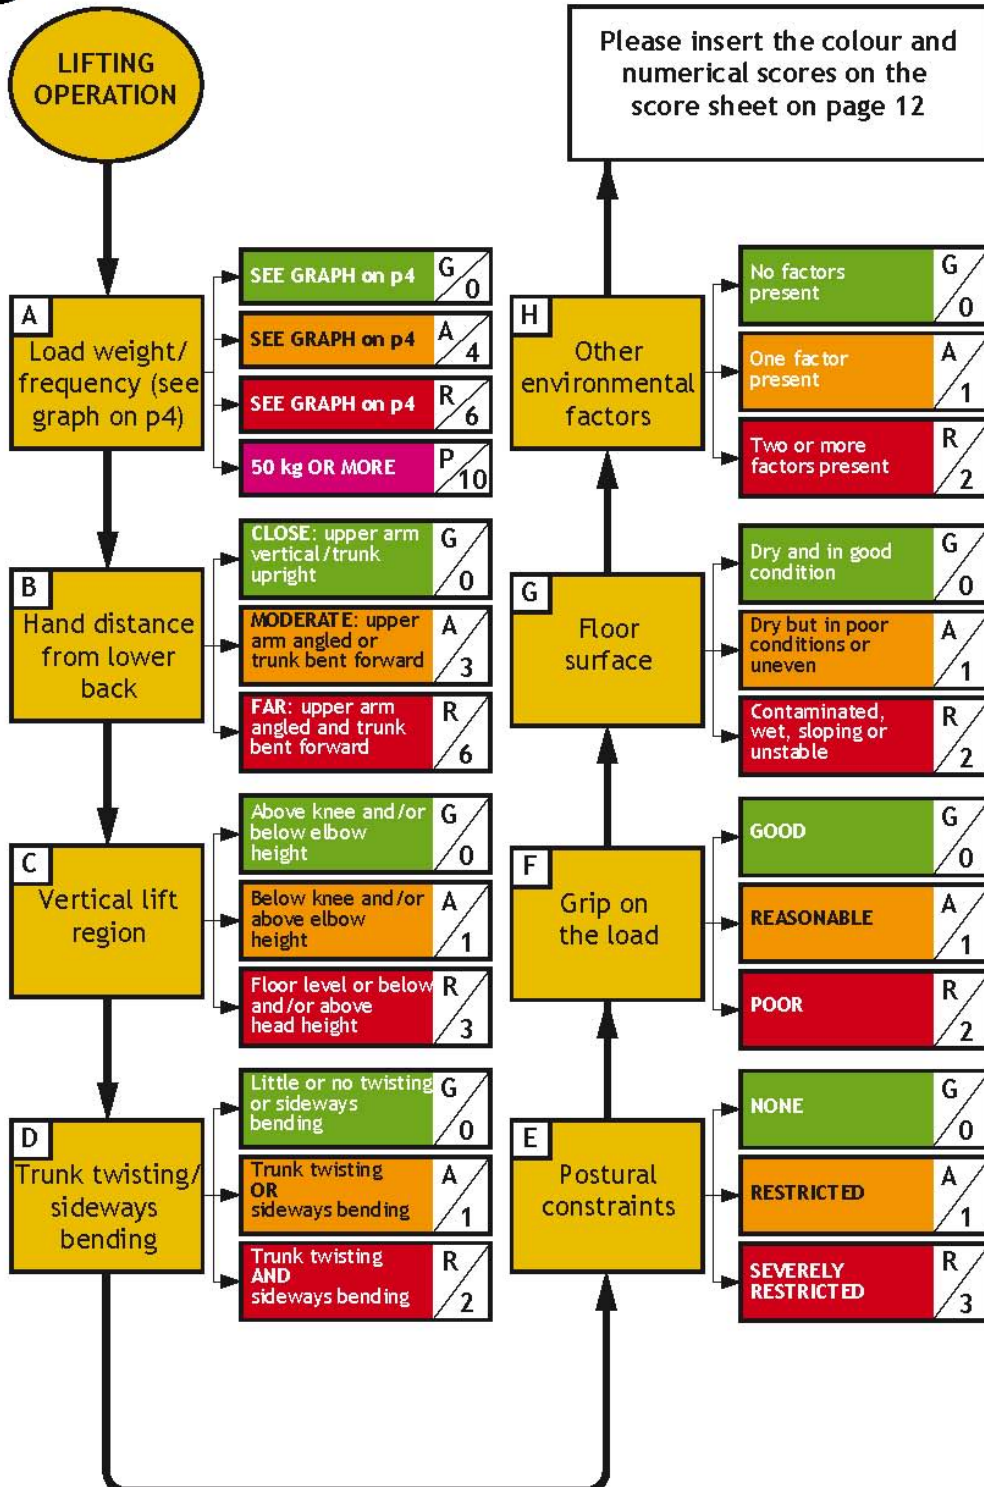 LIFTING
OPERATION
A
Load weight/
frequency (see
graph on p4)
SEE GRAPH on p4
G
0
SEE GRAPH on p4
A
4
SEE GRAPH on p4
R
6
50 kg OR MORE
P
10
B
Hand distance
from lower
back
CLOSE: upper arm
vertical/trunk
upright
G
0
MODERATE: upper
arm angled or
trunk bent forward
A
3
FAR: upper arm
angled and trunk
bent forward
R
6
C
Vertical lift
region
Above knee and/or
below elbow
height
G
0
Below knee and/or
above elbow
height
A
1
Floor level or below
and/or above
head height
R
3
D
Trunk twisting/
sideways
bending
Little or no twisting
or sideways
bending
G
0
Trunk twisting
OR
sideways bending
A
1
Trunk twisting
AND
sideways bending
R
2
E
Postural
constraints
NONE
G
0
RESTRICTED
A
1
SEVERELY
RESTRICTED
R
3
F
Grip on
the load
GOOD
G
0
REASONABLE
A
1
POOR
R
2
G
Floor
surface
Dry and in good
condition
G
0
Dry but in poor
conditions or
uneven
A
1
Contaminated,
wet, sloping or
unstable
R
2
H
Other
environmental
factors
No factors
present
G
0
One factor
present
A
1
Two or more
factors present
R
2
Please insert the colour and
numerical scores on the
score sheet on page 12